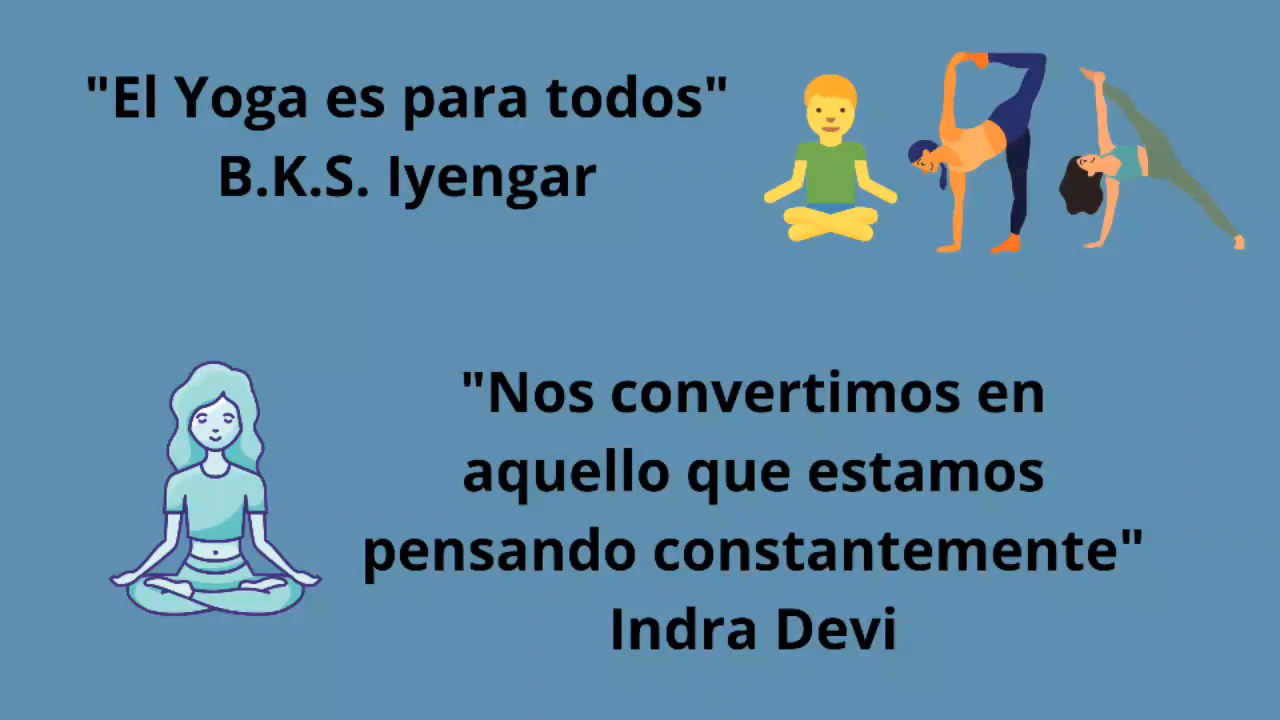 "El Yoga es para todos"
B.K.S. Iyengar
"Nos convertimos en
aquello que estamos
pensando constantemente"
Indra Devi